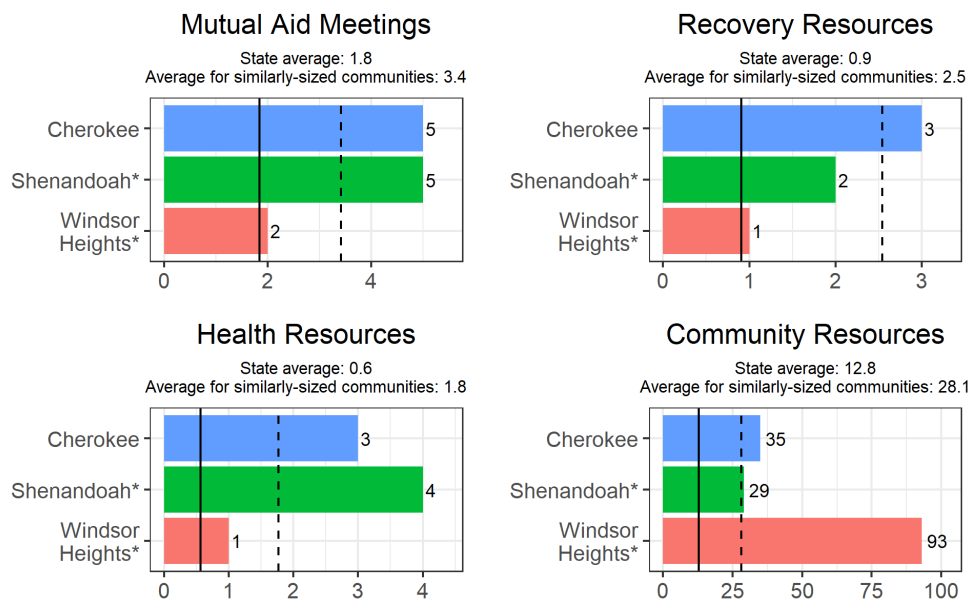 Mutual Aid Meetings
State average: 1.8
Average for similarly-sized communities: 3.4
Cherokee
5
Shenandoah*
5
Windsor
Heights*
2
0
2
4
Recovery Resources
State average: 0.9
Average for similarly-sized communities: 2.5
Cherokee
3
Shenandoah*
2
Windsor
Heights*
1
0
1
2
3
Health Resources
State average: 0.6
Average for similarly-sized communities: 1.8
Cherokee
3
Shenandoah*
4
Windsor
Heights*
1
0
1
2
3
4
Community Resources
State average: 12.8
Average for similarly-sized communities: 28.1
Cherokee
35
Shenandoah*
29
Windsor
Heights*
93
0
25
50
75
100